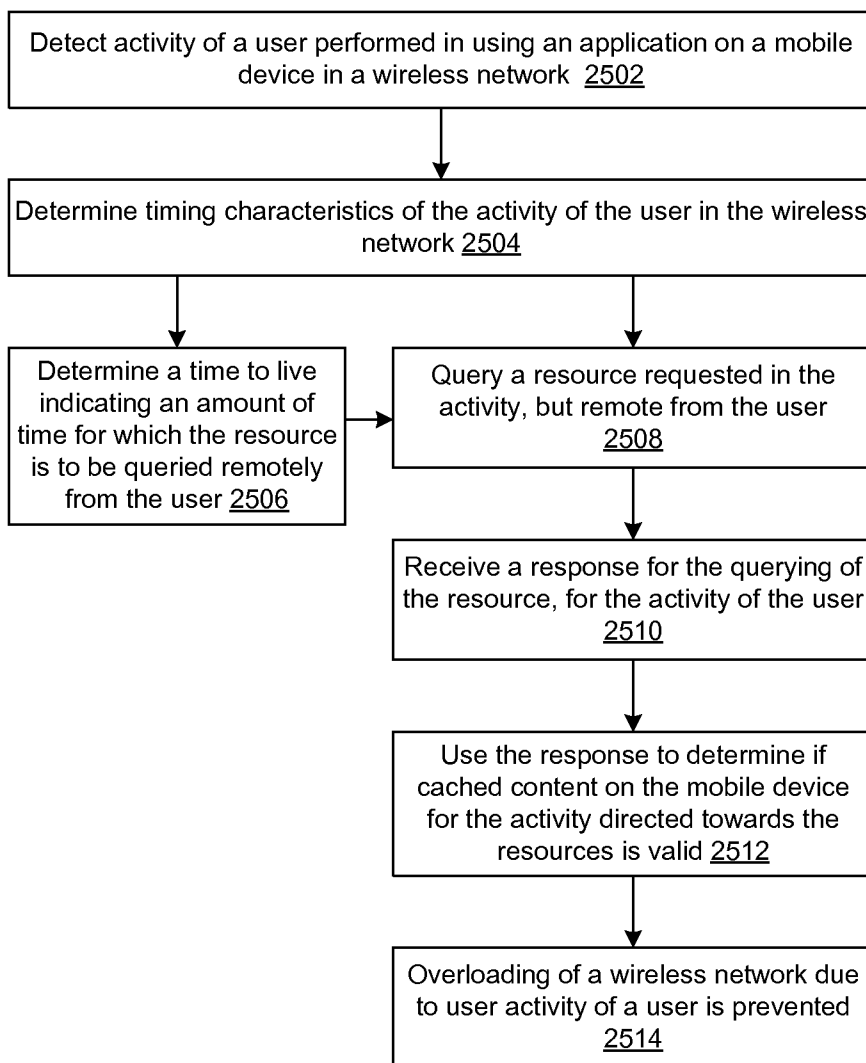 Detect activity of a user performed in using an application on a mobile
device in a wireless network 2502
Determine timing characteristics of the activity of the user in the wireless
network 2504
Determine a time to live
indicating an amount of
time for which the resource
is to be queried remotely
from the user 2506
Query a resource requested in the
activity, but remote from the user
2508
Receive a response for the querying of
the resource, for the activity of the user
2510
Use the response to determine if
cached content on the mobile device
for the activity directed towards the
resources is valid 2512
Overloading of a wireless network due
to user activity of a user is prevented
2514